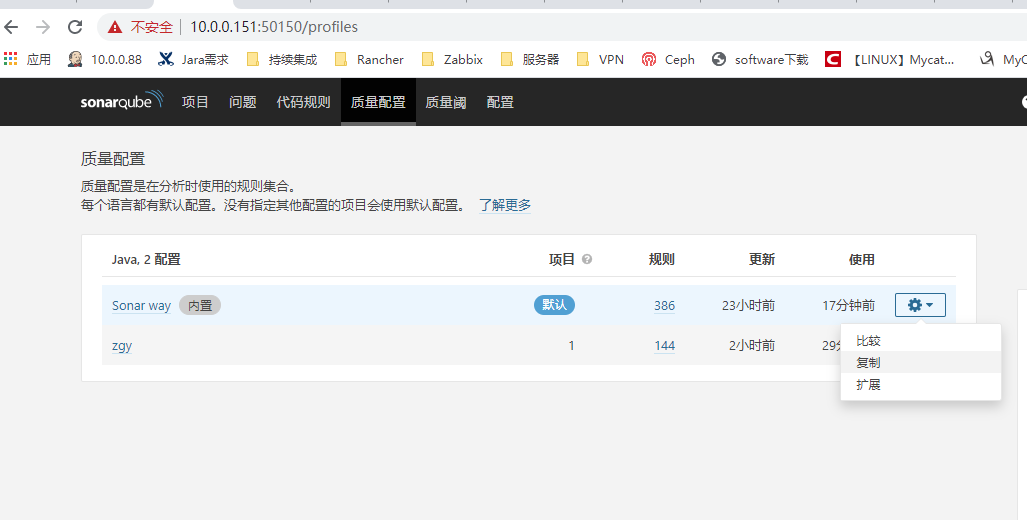 不安全 10.0.0.151:50150/profiles
应用 10.0.0.88 Jara需求 持续集成 Rancher Zabbix 服务器 VPN Ceph software下载 【LINUX】Mycat... MyC
sonarqube 项目 问题 代码规则 质量配置 质量阈 配置
质量配置
质量配置是在分析时使用的规则集合。
每个语言都有默认配置。没有指定其他配置的项目会使用默认配置。 了解更多
Java, 2 配置 项目 ? 规则 更新 使用
Sonar way 内置 默认 386 23小时前 17分钟前
zgy 1 144 2小时前 29分
比较
复制
扩展